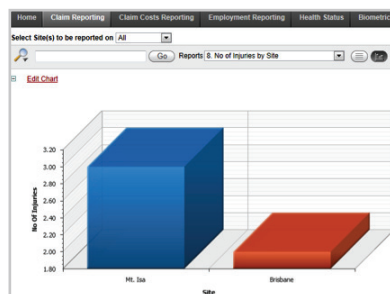 Home Claim Reporting Claim Costs Reporting Employment Reporting Health Status Biometric
Select Site(s) to be reported on All
Go Reports 8. No of Injuries by Site
Edit Chart
3.20
3.00
2.80
2.60
2.40
2.20
2.00
1.80
No Of Injuries
Mt. Isa Brisbane
Site